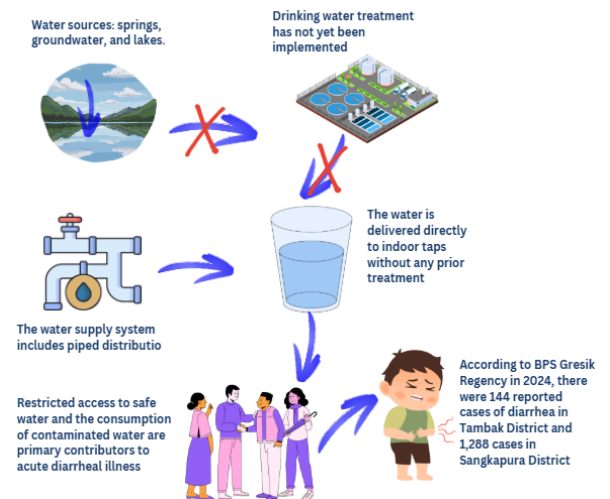 Water sources: springs,
groundwater, and lakes.
Drinking water treatment
has not yet been
implemented
The water is
delivered directly
to indoor taps
without any prior
treatment
The water supply system
includes piped distributio
Restricted access to safe
water and the consumption
of contaminated water are
primary contributors to
acute diarrheal illness
According to BPS Gresik
Regency in 2024, there
were 144 reported
cases of diarrhea in
Tambak District and
1,288 cases in
Sangkapura District